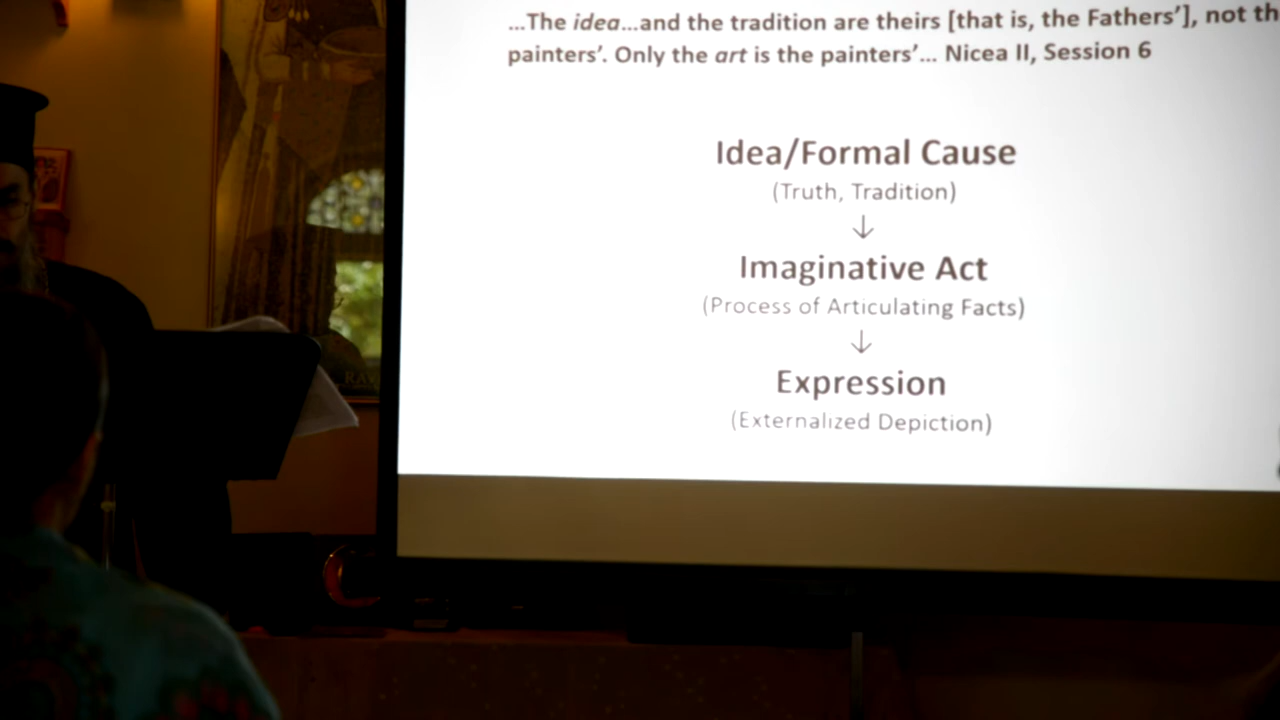 …The idea…and the tradition are theirs [that is, the Fathers’], not
painters’. Only the art is the painters’… Nicea II, Session 6
Idea/Formal Cause
(Truth, Tradition)
↓
Imaginative Act
(Process of Articulating Facts)
↓
Expression
(Externalized Depiction)